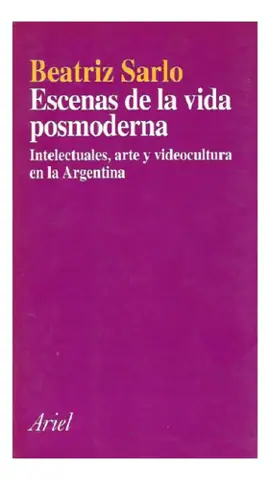 Beatriz Sarlo
Escenas de la vida
posmoderna
Intelectuales, arte y videocultura
en la Argentina
Ariel